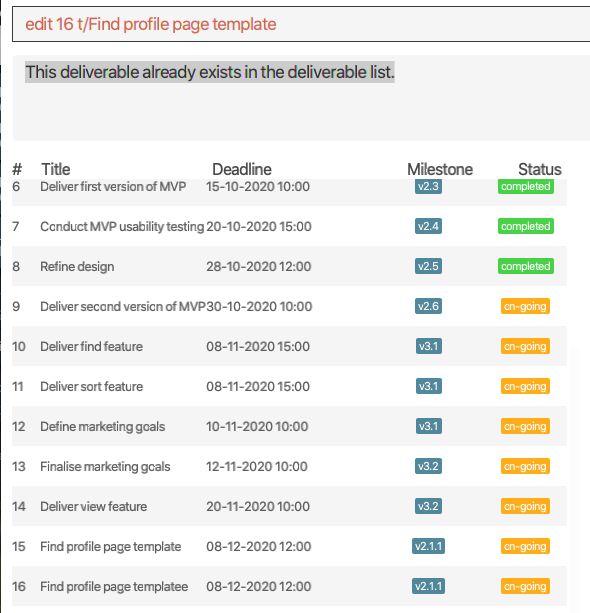 edit 16 t/Find profile page template
This deliverable already exists in the deliverable list.
# Title Deadline Milestone Status
6 Deliver first version of MVP 15-10-2020 10:00 v2.3 completed
7 Conduct MVP usability testing 20-10-2020 15:00 v2.4 completed
8 Refine design 28-10-2020 12:00 v2.5 completed
9 Deliver second version of MVP 30-10-2020 10:00 v2.6 on-going
10 Deliver find feature 08-11-2020 15:00 v3.1 on-going
11 Deliver sort feature 08-11-2020 15:00 v3.1 on-going
12 Define marketing goals 10-11-2020 10:00 v3.1 on-going
13 Finalise marketing goals 12-11-2020 10:00 v3.2 on-going
14 Deliver view feature 20-11-2020 10:00 v3.2 on-going
15 Find profile page template 08-12-2020 12:00 v2.1.1 on-going
16 Find profile page templatee 08-12-2020 12:00 v2.1.1 on-going